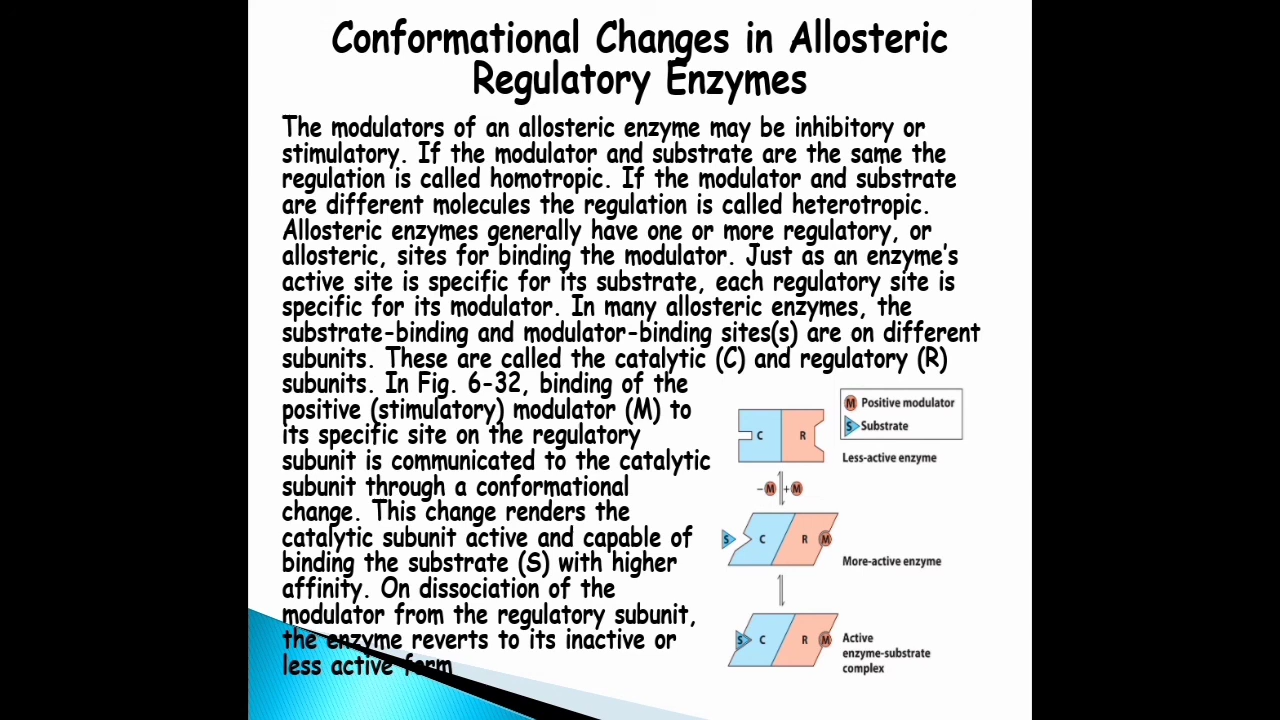 Conformational Changes in Allosteric
Regulatory Enzymes
The modulators of an allosteric enzyme may be inhibitory or
stimulatory. If the modulator and substrate are the same the
regulation is called homotropic. If the modulator and substrate
are different molecules the regulation is called heterotropic.
Allosteric enzymes generally have one or more regulatory, or
allosteric, sites for binding the modulator. Just as an enzyme's
active site is specific for its substrate, each regulatory site is
specific for its modulator. In many allosteric enzymes, the
substrate-binding and modulator-binding sites(s) are on different
subunits. These are called the catalytic (C) and regulatory (R)
subunits. In Fig. 6-32, binding of the
positive (stimulatory) modulator (M) to
its specific site on the regulatory
subunit is communicated to the catalytic
subunit through a conformational
change. This change renders the
catalytic subunit active and capable of
binding the substrate (S) with higher
affinity. On dissociation of the
modulator from the regulatory subunit,
the enzyme reverts to its inactive or
less active form
M Positive modulator
S Substrate
C R
Less-active enzyme
-M +M
S C R M
More-active enzyme
S C R M
Active
enzyme-substrate
complex